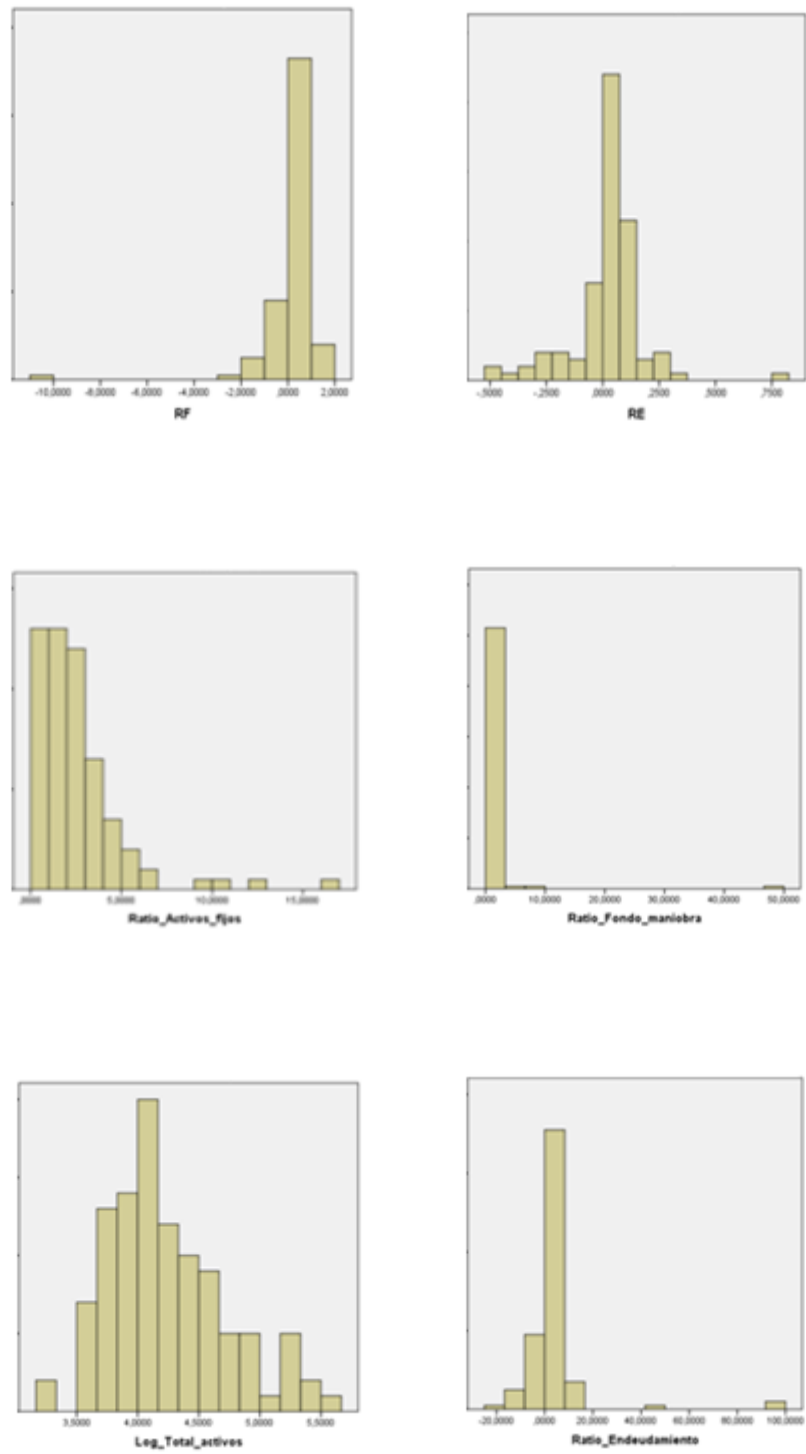 -10,0000 -8,0000 -6,0000 -4,0000 -2,0000 ,0000 2,0000
RF
-,5000 -,2500 ,0000 ,2500 ,5000 ,7500
RE
,0000 5,0000 10,0000 15,0000
Ratio_Activos_fijos
,0000 10,0000 20,0000 30,0000 40,0000 50,0000
Ratio_Fondo_maniobra
3,5000 4,0000 4,5000 5,0000 5,5000
Log_Total_activos
-20,0000 ,0000 20,0000 40,0000 60,0000 80,0000 100,0000
Ratio_Endeudamiento